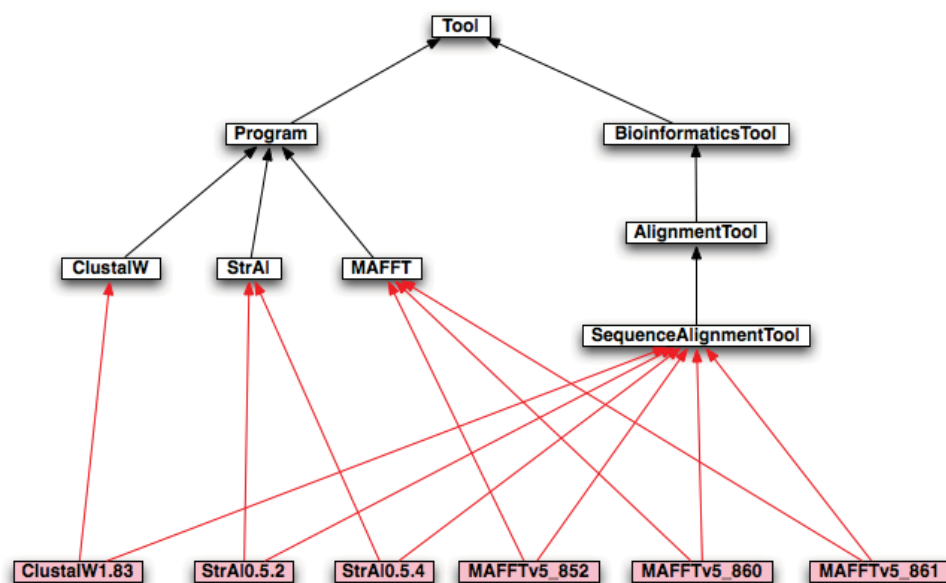 Tool
Program
BioinformaticsTool
AlignmentTool
ClustalW
StrAl
MAFFT
SequenceAlignmentTool
ClustalW1.83
StrAl0.5.2
StrAl0.5.4
MAFFTv5_852
MAFFTv5_860
MAFFTv5_861